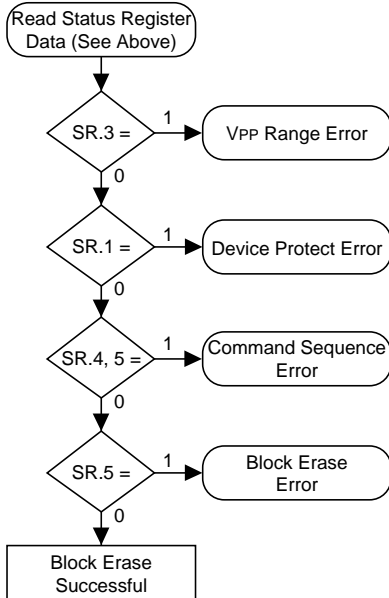 Read Status Register
Data (See Above)
SR.3 =
1
VPP Range Error
0
SR.1 =
1
Device Protect Error
0
SR.4, 5 =
1
Command Sequence
Error
0
SR.5 =
1
Block Erase
Error
0
Block Erase
Successful